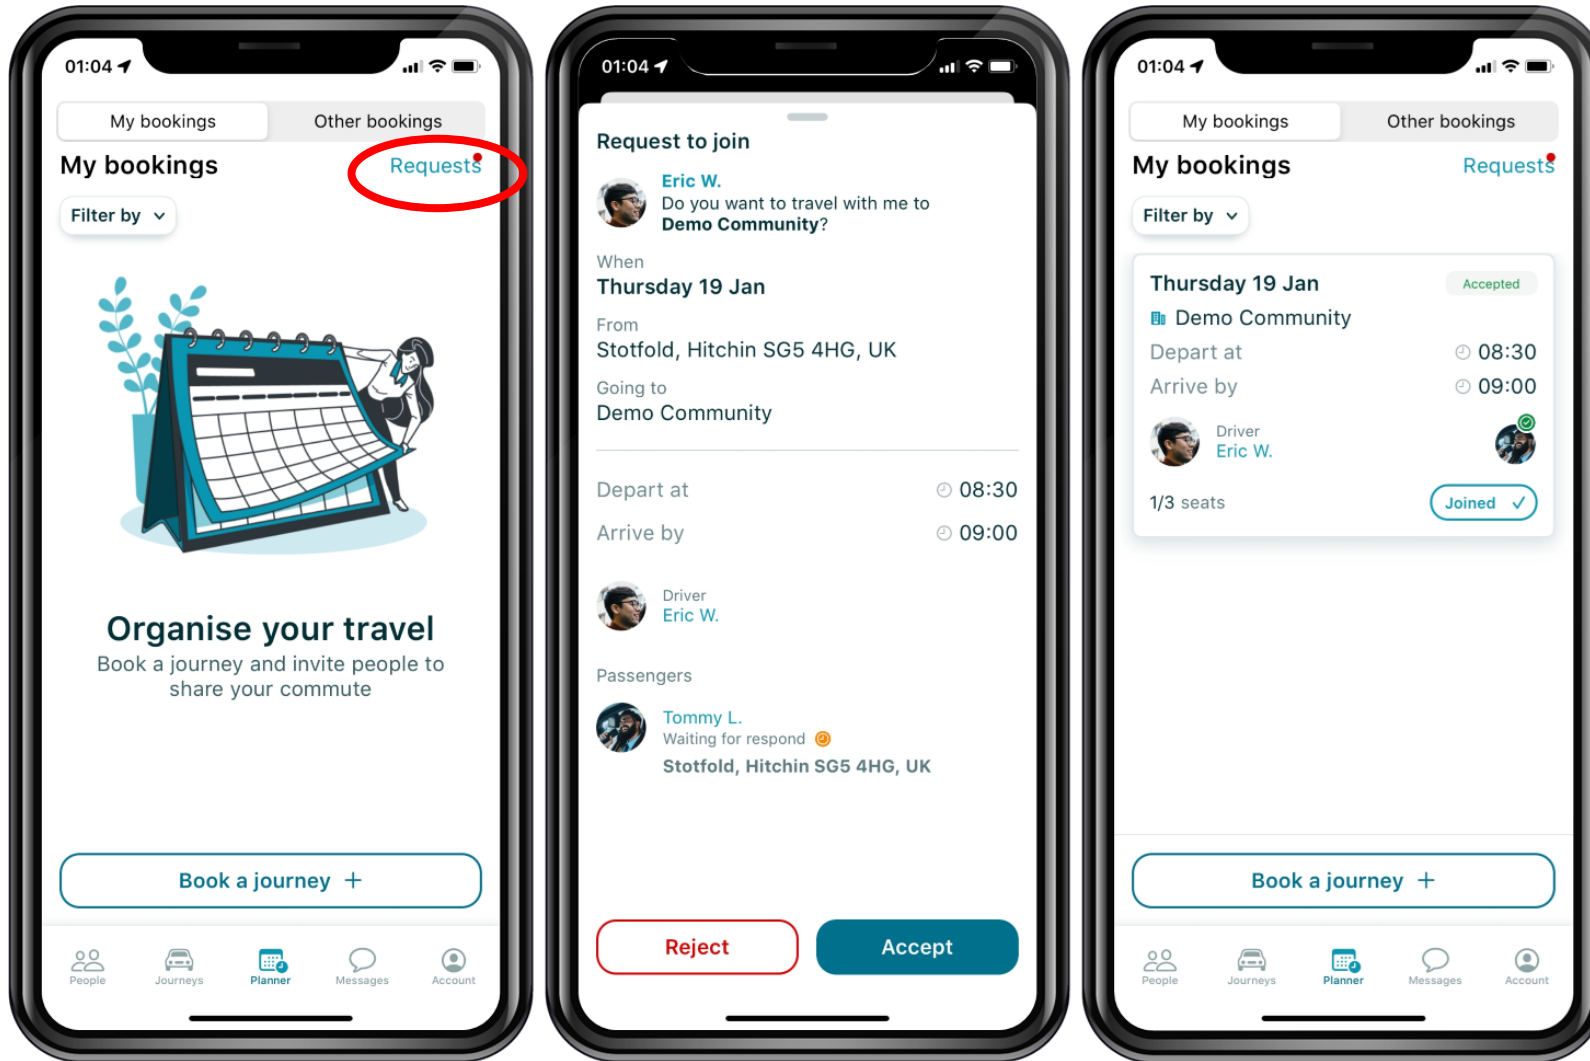 01:04
My bookings
Other bookings
My bookings
Requests
Filter by
Organise your travel
Book a journey and invite people to
share your commute
Book a journey +
People
Journeys
Planner
Messages
Account
01:04
Request to join
Eric W.
Do you want to travel with me to
Demo Community?
When
Thursday 19 Jan
From
Stotfold, Hitchin SG5 4HG, UK
Going to
Demo Community
Depart at
08:30
Arrive by
09:00
Driver
Eric W.
Passengers
Tommy L.
Waiting for respond
Stotfold, Hitchin SG5 4HG, UK
Reject
Accept
01:04
My bookings
Other bookings
My bookings
Requests
Filter by
Thursday 19 Jan
Accepted
Demo Community
Depart at
08:30
Arrive by
09:00
Driver
Eric W.
1/3 seats
Joined
Book a journey +
People
Journeys
Planner
Messages
Account